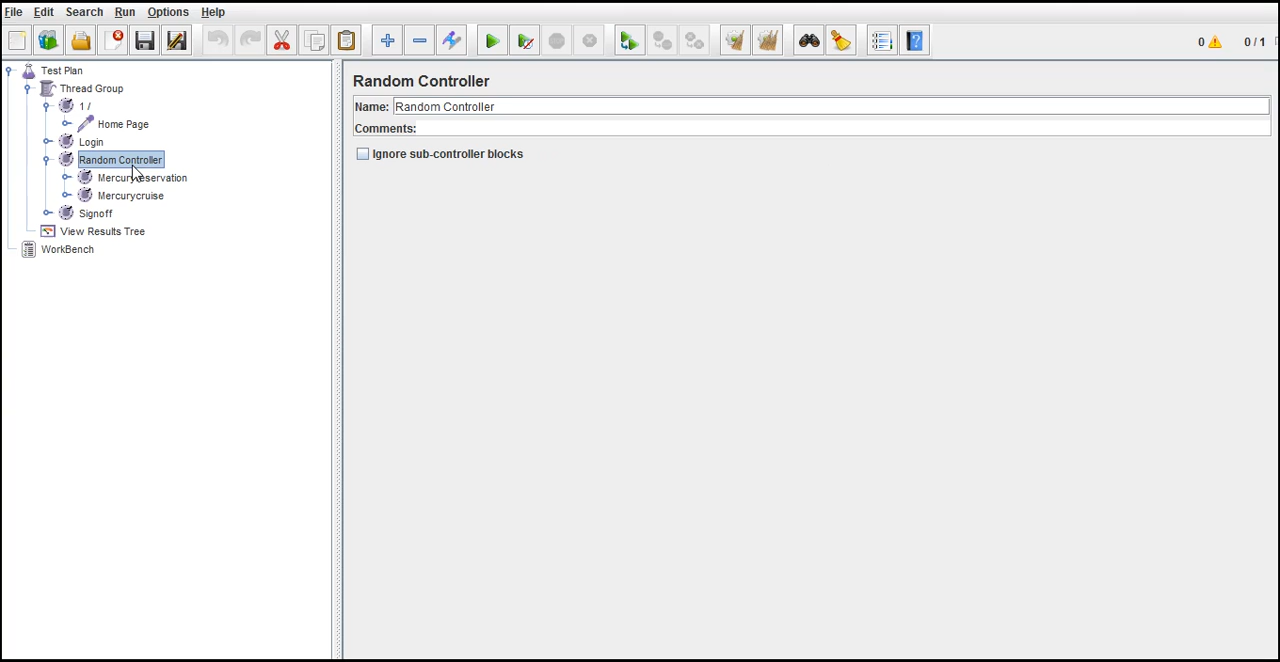 File Edit Search Run Options Help
0 0 / 1
Test Plan
Thread Group
1 /
Home Page
Login
Random Controller
Mercury eservation
Mercurycruise
Signoff
View Results Tree
WorkBench
Random Controller
Name: Random Controller
Comments:
Ignore sub-controller blocks